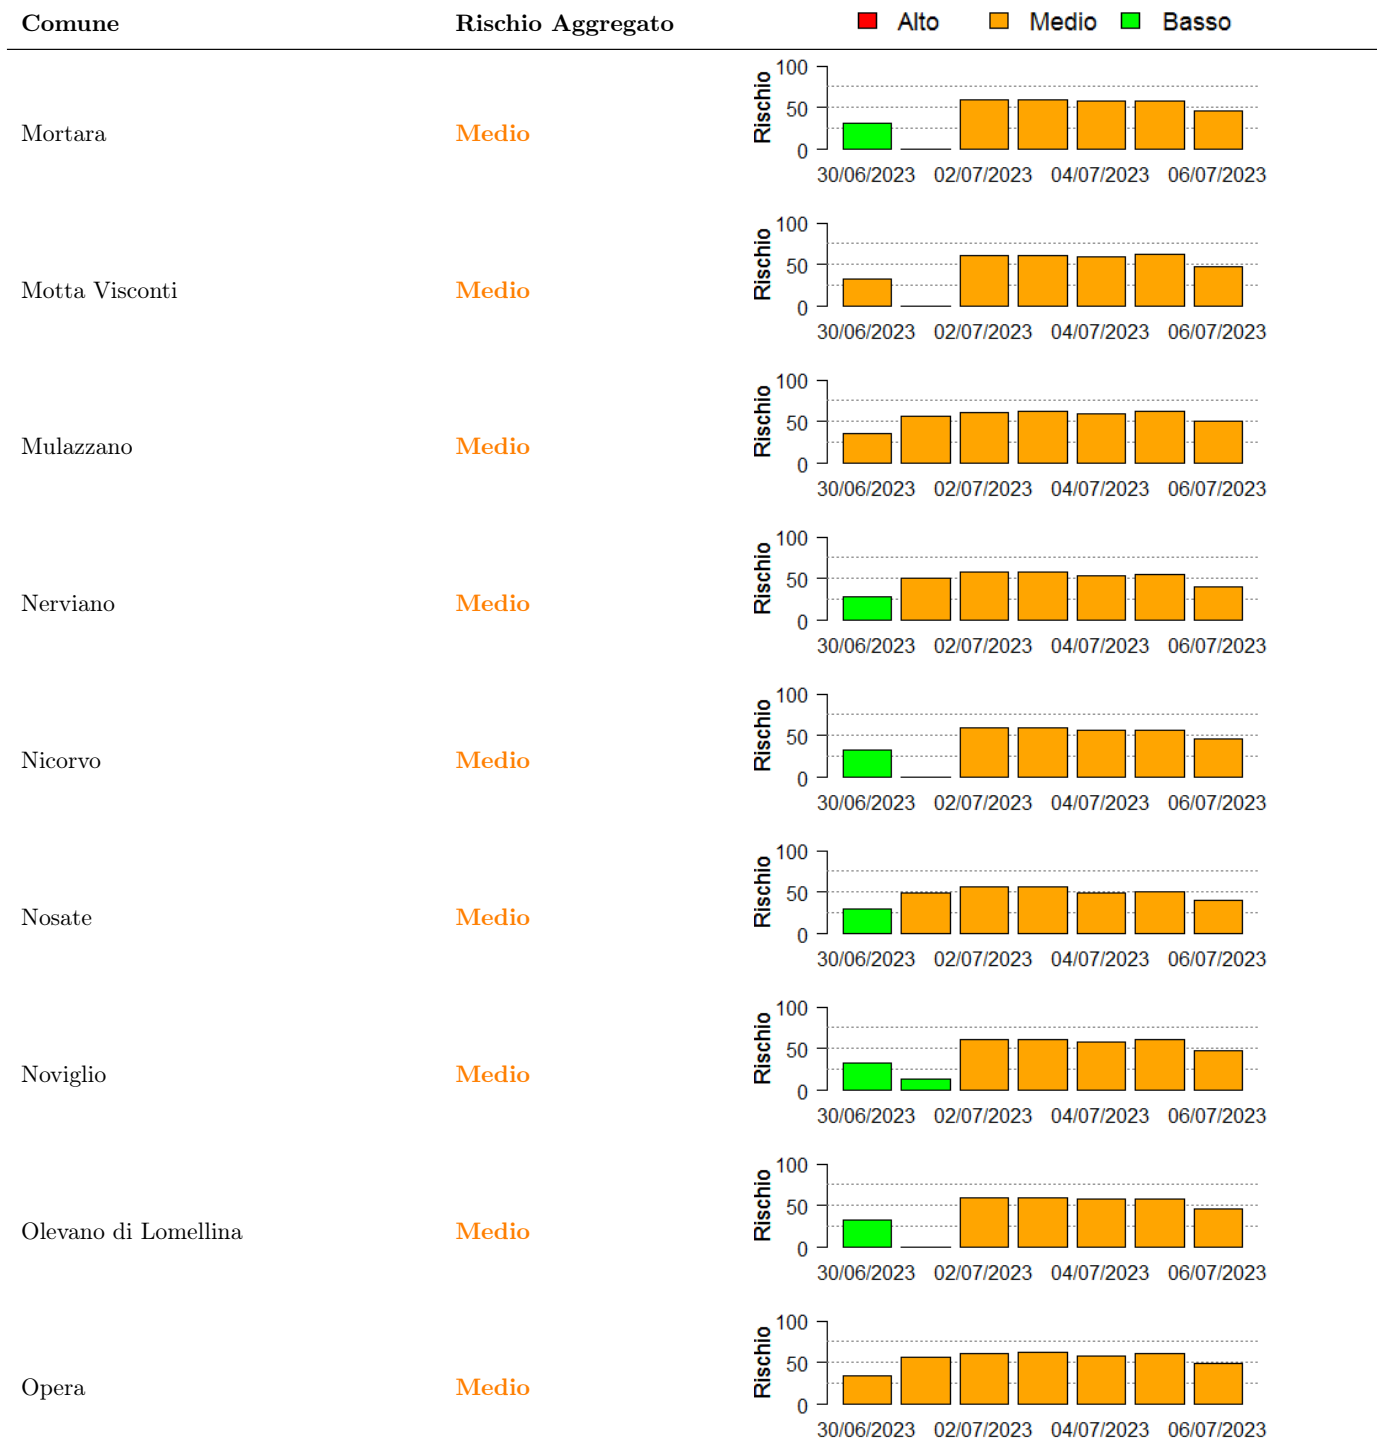 Comune Rischio Aggregato Alto Medio Basso
100
50
0
Rischio
Mortara Medio
30/06/2023 02/07/2023 04/07/2023 06/07/2023
100
50
0
Rischio
Motta Visconti Medio
30/06/2023 02/07/2023 04/07/2023 06/07/2023
100
50
0
Rischio
Mulazzano Medio
30/06/2023 02/07/2023 04/07/2023 06/07/2023
100
50
0
Rischio
Nerviano Medio
30/06/2023 02/07/2023 04/07/2023 06/07/2023
100
50
0
Rischio
Nicorvo Medio
30/06/2023 02/07/2023 04/07/2023 06/07/2023
100
50
0
Rischio
Nosate Medio
30/06/2023 02/07/2023 04/07/2023 06/07/2023
100
50
0
Rischio
Noviglio Medio
30/06/2023 02/07/2023 04/07/2023 06/07/2023
100
50
0
Rischio
Olevano di Lomellina Medio
30/06/2023 02/07/2023 04/07/2023 06/07/2023
100
50
0
Rischio
Opera Medio
30/06/2023 02/07/2023 04/07/2023 06/07/2023